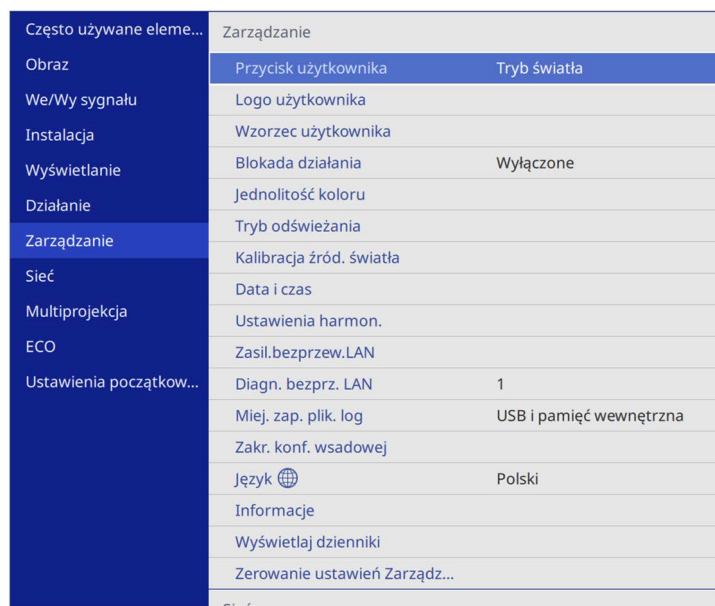 Często używane eleme...
Obraz
We/Wy sygnału
Instalacja
Wyświetlanie
Działanie
Zarządzanie
Sieć
Multiprojekcja
ECO
Ustawienia początkow...
Zarządzanie
Przycisk użytkownika Tryb światła
Logo użytkownika
Wzorzec użytkownika
Blokada działania Wyłączone
Jednolitość koloru
Tryb odświeżania
Kalibracja źród. światła
Data i czas
Ustawienia harmon.
Zasil.bezprzew.LAN
Diagn. bezprz. LAN 1
Miej. zap. plik. log USB i pamięć wewnętrzna
Zakr. konf. wsadowej
Język Polski
Informacje
Wyświetlaj dzienniki
Zerowanie ustawień Zarządz...